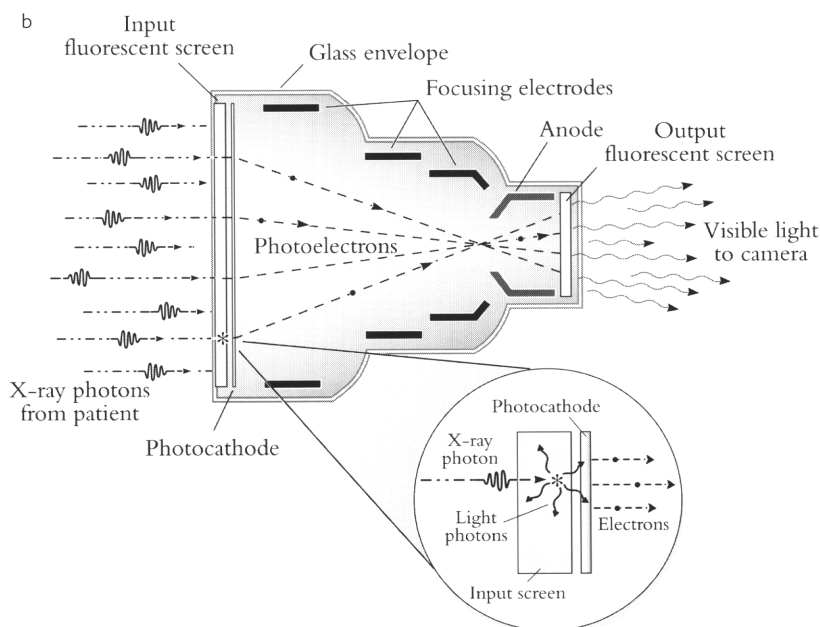 b
Input
fluorescent screen
Glass envelope
Focusing electrodes
Anode
Output
fluorescent screen
Photoelectrons
Visible light
to camera
X-ray photons
from patient
Photocathode
Photocathode
X-ray
photon
Light
photons
Electrons
Input screen